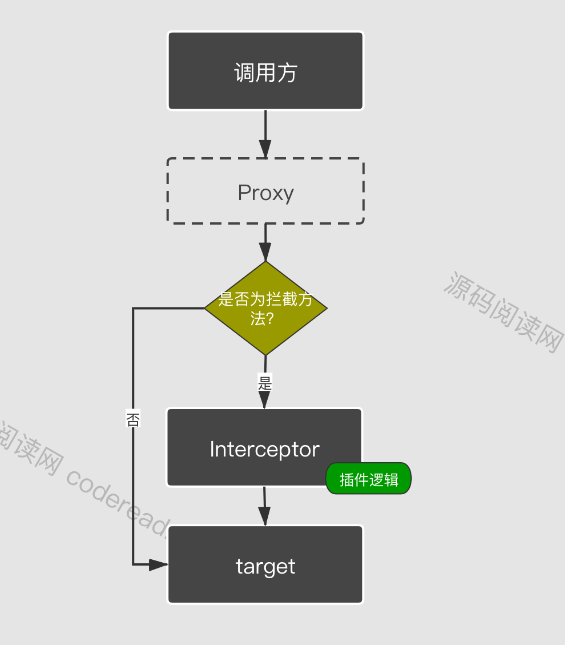 调用方
Proxy
是否为拦截方
法？
源码阅读网
是
否
Interceptor
插件逻辑
阅读网 coderead
target